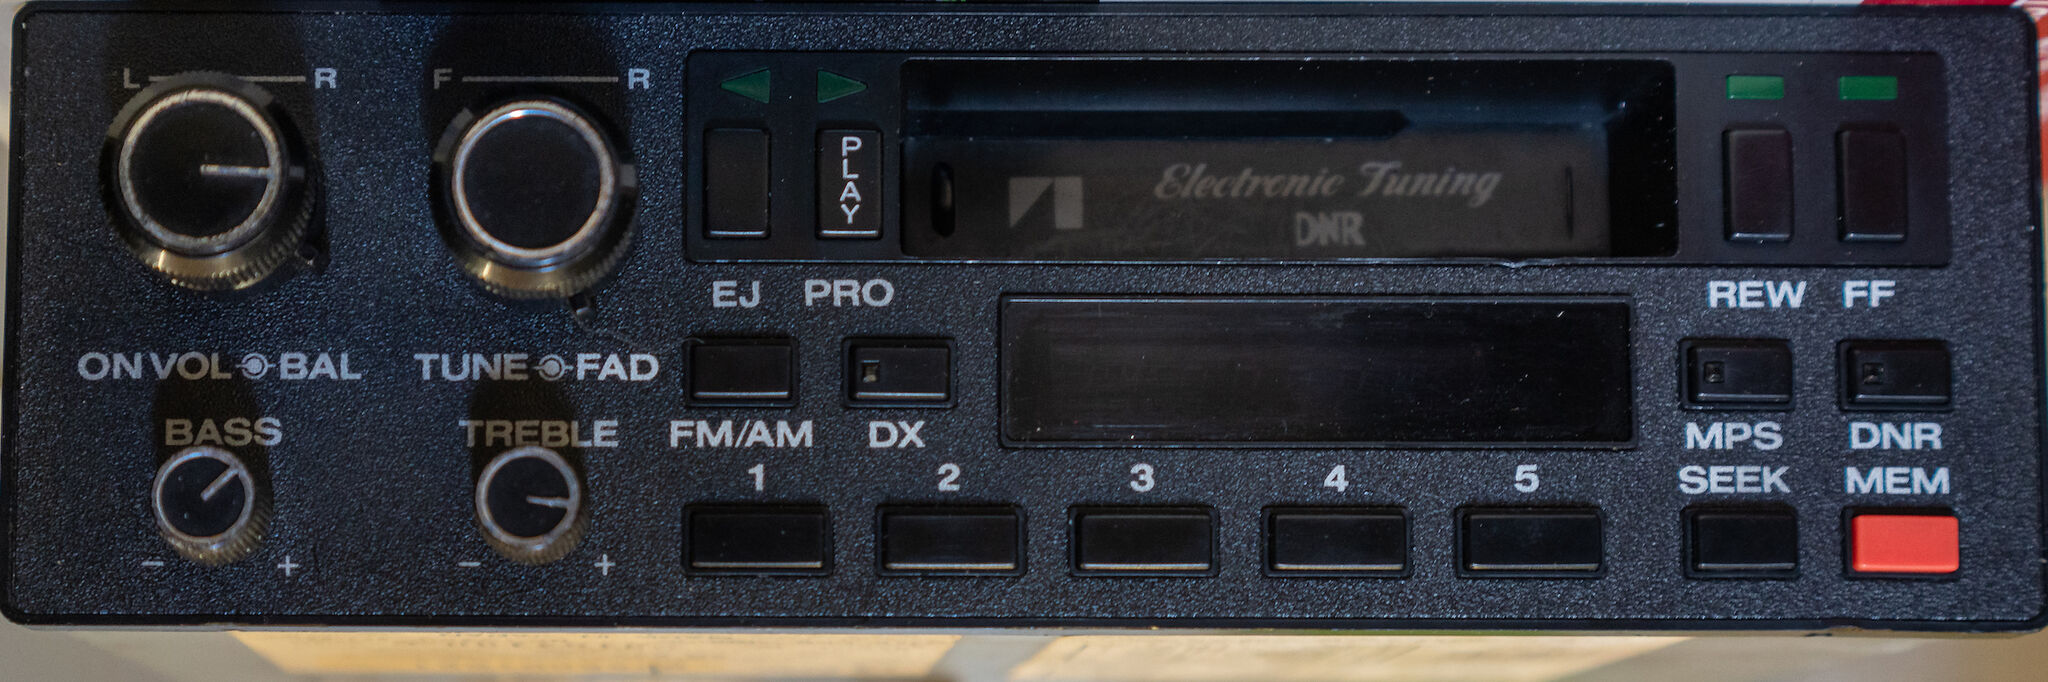 L R
F R
PLAY
Electronic Tuning
DNR
EJ PRO
REW FF
ON VOL BAL
TUNE FAD
BASS
TREBLE
FM/AM DX
MPS DNR
1 2 3 4 5
SEEK MEM
- +
- +